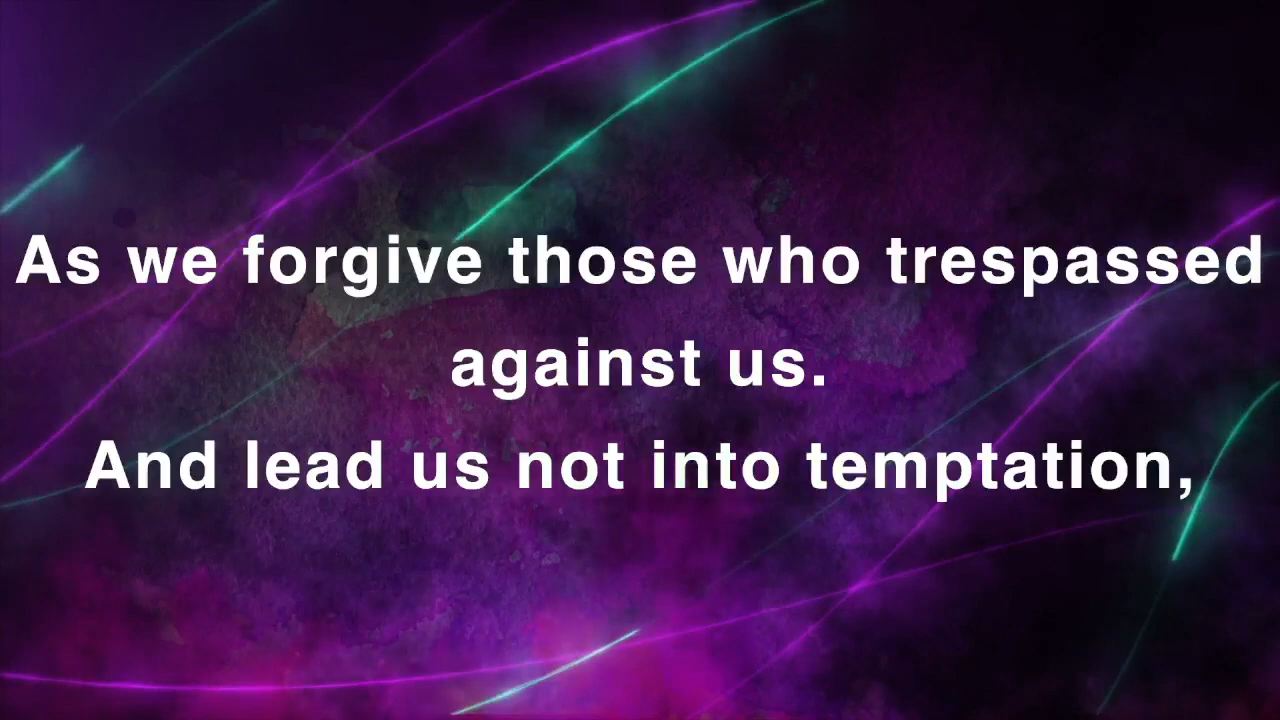 As we forgive those who trespassed
against us.
And lead us not into temptation,